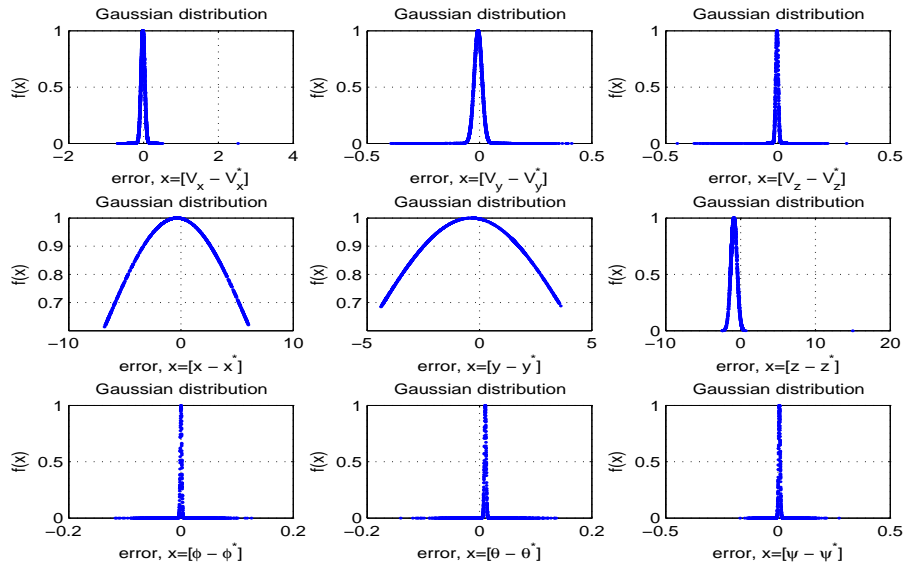 Gaussian distribution Gaussian distribution Gaussian distribution
1 1 1
f(x) f(x) f(x)
0.5 0.5 0.5
0 0 0
−2 0 2 4 −0.5 0 0.5 −0.5 0 0.5
error, x=[V_x − V_x^*] error, x=[V_y − V_y^*] error, x=[V_z − V_z^*]
Gaussian distribution Gaussian distribution Gaussian distribution
1 1 1
0.9 0.9
f(x) f(x) f(x)
0.8 0.8 0.5
0.7 0.7
0
−10 0 10 −5 0 5 −10 0 10 20
error, x=[x − x^*] error, x=[y − y^*] error, x=[z − z^*]
Gaussian distribution Gaussian distribution Gaussian distribution
1 1 1
f(x) f(x) f(x)
0.5 0.5 0.5
0 0 0
−0.2 0 0.2 −0.2 0 0.2 −0.5 0 0.5
error, x=[ϕ − ϕ^*] error, x=[θ − θ^*] error, x=[ψ − ψ^*]